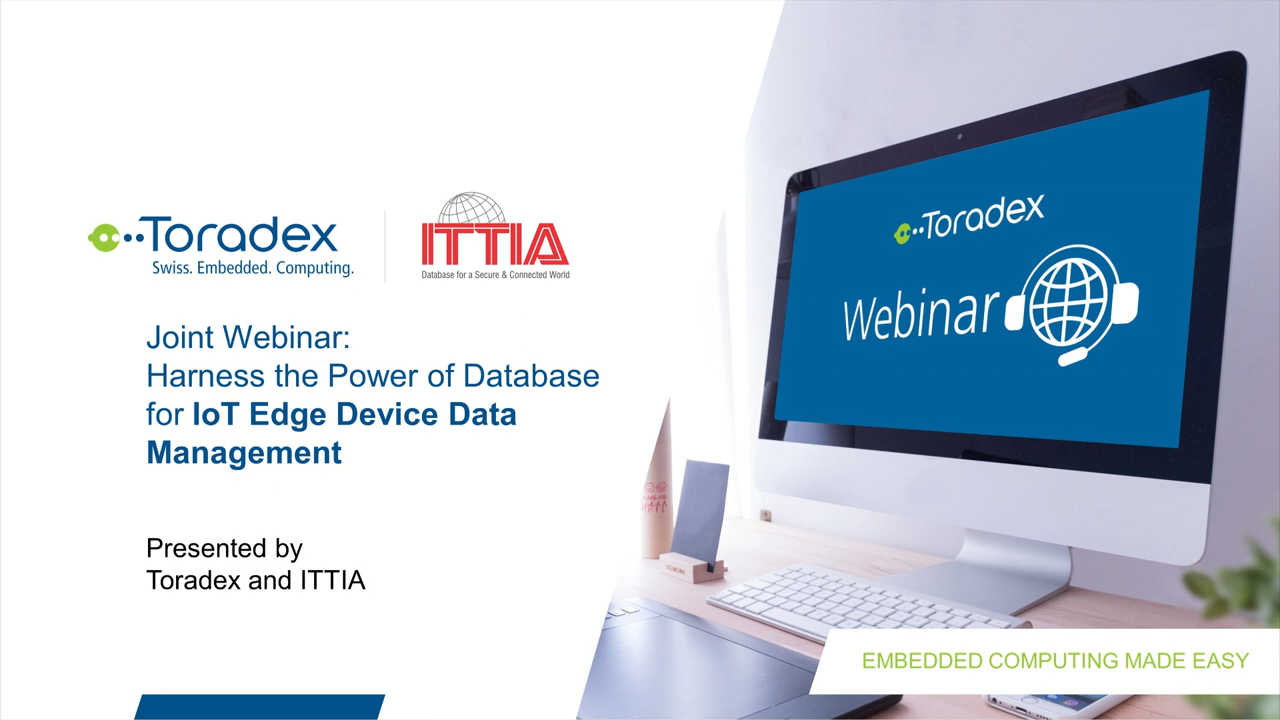 Toradex
Swiss. Embedded. Computing.
ITTIA
Database for a Secure & Connected World
Joint Webinar:
Harness the Power of Database
for IoT Edge Device Data
Management
Presented by
Toradex and ITTIA
Toradex
Webinar
EMBEDDED COMPUTING MADE EASY